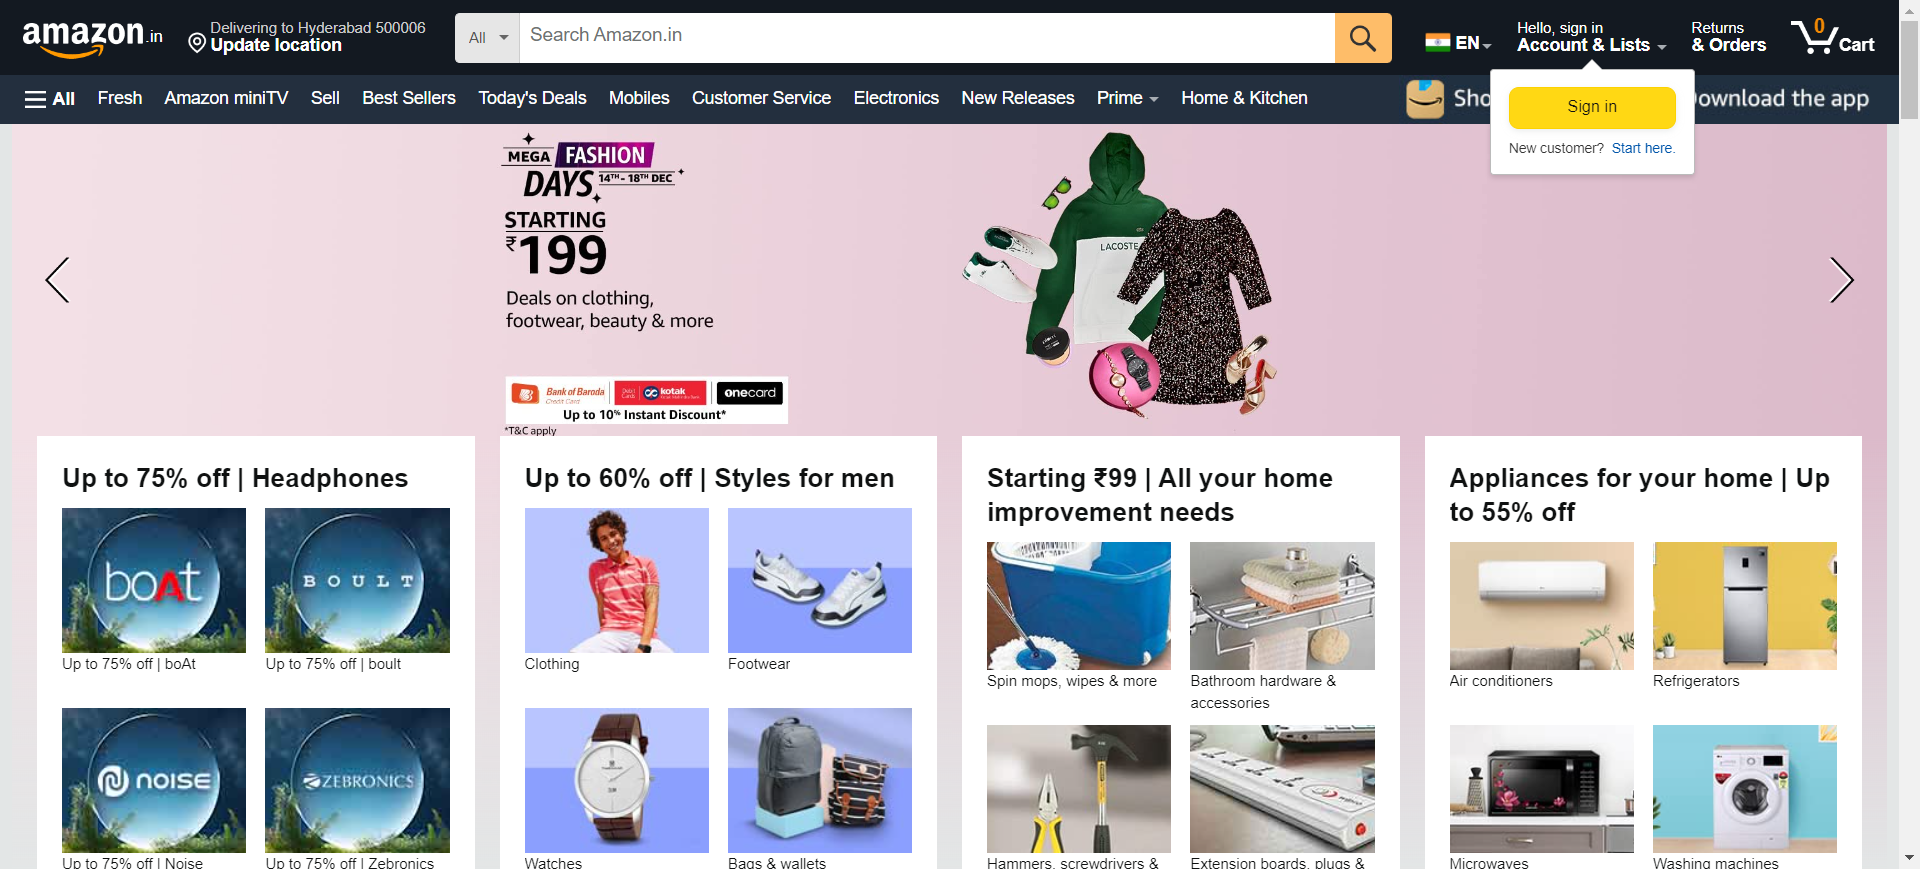 amazon.in
Delivering to Hyderabad 500006
Update location
All
Search Amazon.in
EN
Hello, sign in
Account & Lists
Returns
& Orders
0
Cart
All
Fresh
Amazon miniTV
Sell
Best Sellers
Today's Deals
Mobiles
Customer Service
Electronics
New Releases
Prime
Home & Kitchen
Download the app
Sign in
New customer? Start here.
MEGA FASHION
DAYS 14TH - 18TH DEC
STARTING
₹199
Deals on clothing,
footwear, beauty & more
LACOSTE
Bank of Baroda
Credit Card
kotak
onecard
Up to 10% Instant Discount*
*T&C apply
Up to 75% off | Headphones
boAt
BOULT
Up to 75% off | boAt
Up to 75% off | boult
noise
ZEBRONICS
Up to 75% off | Noise
Up to 75% off | Zebronics
Up to 60% off | Styles for men
Clothing
Footwear
Watches
Bags & wallets
Starting ₹99 | All your home
improvement needs
Spin mops, wipes & more
Bathroom hardware &
accessories
Hammers, screwdrivers &
Extension boards, plugs &
Appliances for your home | Up
to 55% off
Air conditioners
Refrigerators
Microwaves
Washing machines